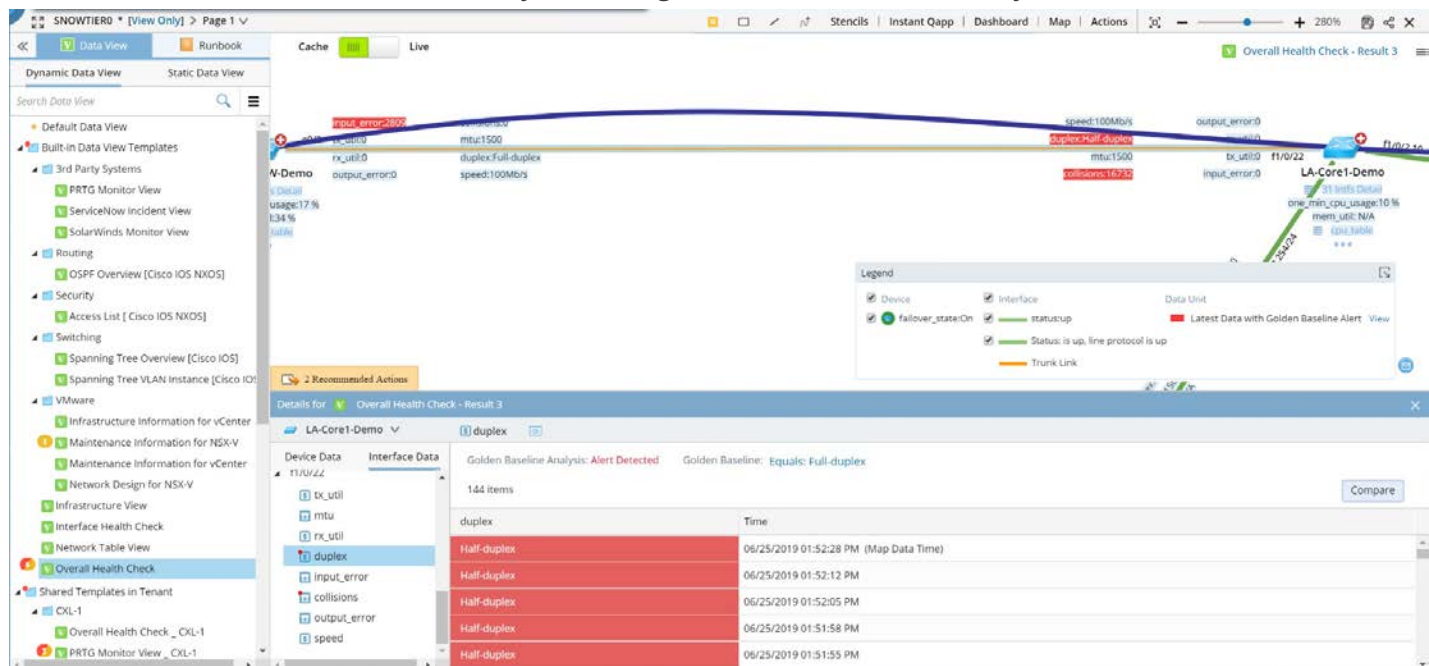 SNOWTIER0 * [View Only] > Page 1
Stencils | Instant Qapp | Dashboard | Map | Actions
280%
Data View
Runbook
Cache
Live
Overall Health Check - Result 3
Dynamic Data View
Static Data View
Search Data View
Default Data View
Built-in Data View Templates
3rd Party Systems
PRTG Monitor View
ServiceNow Incident View
SolarWinds Monitor View
Routing
OSPF Overview [Cisco IOS NXOS]
Security
Access List [ Cisco IOS NXOS]
Switching
Spanning Tree Overview [Cisco IOS]
Spanning Tree VLAN Instance [Cisco IOS
VMware
Infrastructure Information for vCenter
Maintenance Information for NSX-V
Maintenance Information for vCenter
Network Design for NSX-V
Infrastructure View
Interface Health Check
Network Table View
Overall Health Check
Shared Templates in Tenant
CXL-1
Overall Health Check _ CXL-1
PRTG Monitor View _ CXL-1
input_error:2809
mtu:1500
rx_util:0
duplex:Full-duplex
output_error:0
speed:100Mb/s
W-Demo
usage:17 %
l:34 %
speed:100Mb/s
output_error:0
duplex:Half-duplex
mtu:1500
tx_util:0
f1/0/22
collisions:16732
input_error:0
LA-Core1-Demo
31 Intfs Detail
one_min_cpu_usage:10 %
mem_util: N/A
cpu_table
Legend
Device
Interface
Data Unit
failover_state:On
status:up
Latest Data with Golden Baseline Alert View
Status: is up, line protocol is up
Trunk Link
2 Recommended Actions
Details for Overall Health Check - Result 3
LA-Core1-Demo
duplex
Device Data
Interface Data
f1/0/22
tx_util
mtu
rx_util
duplex
input_error
collisions
output_error
speed
Golden Baseline Analysis: Alert Detected
Golden Baseline: Equals: Full-duplex
144 items
Compare
duplex
Time
Half-duplex
06/25/2019 01:52:28 PM (Map Data Time)
Half-duplex
06/25/2019 01:52:12 PM
Half-duplex
06/25/2019 01:52:05 PM
Half-duplex
06/25/2019 01:51:58 PM
Half-duplex
06/25/2019 01:51:55 PM